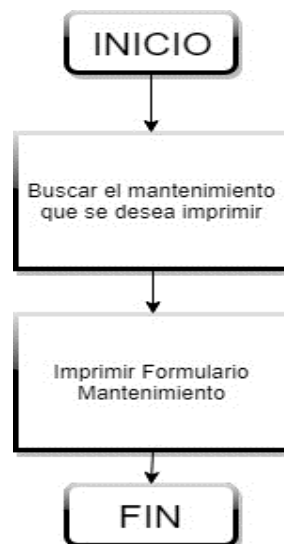 INICIO
Buscar el mantenimiento
que se desea imprimir
Imprimir Formulario
Mantenimiento
FIN